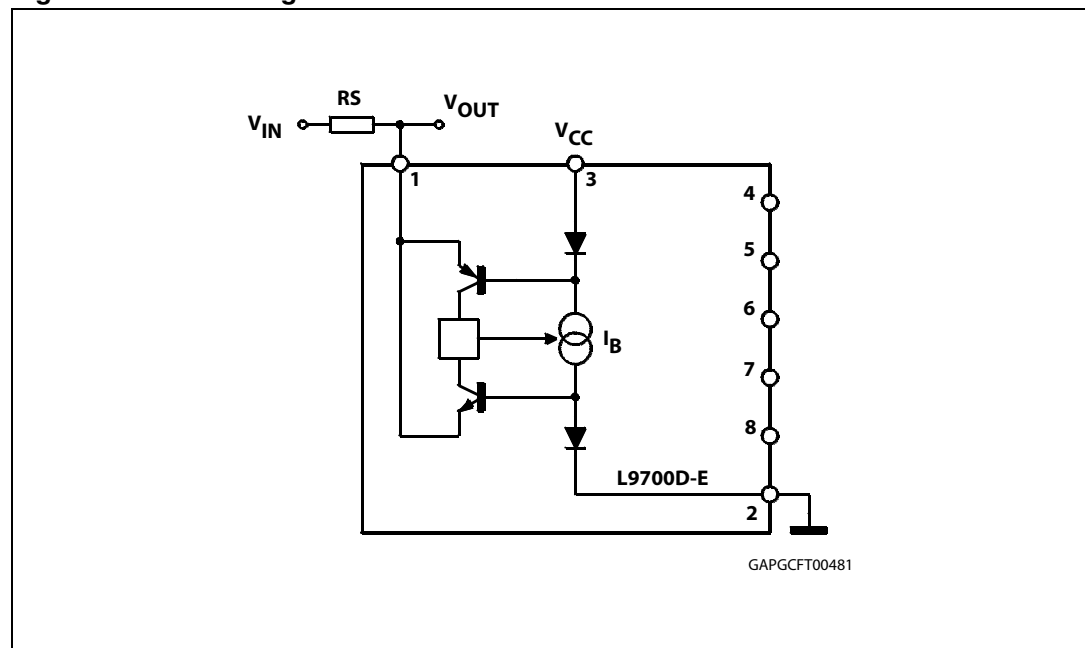 RS
V_IN
V_OUT
V_CC
1
3
4
5
6
I_B
7
8
L9700D-E
2
GAPGCFT00481